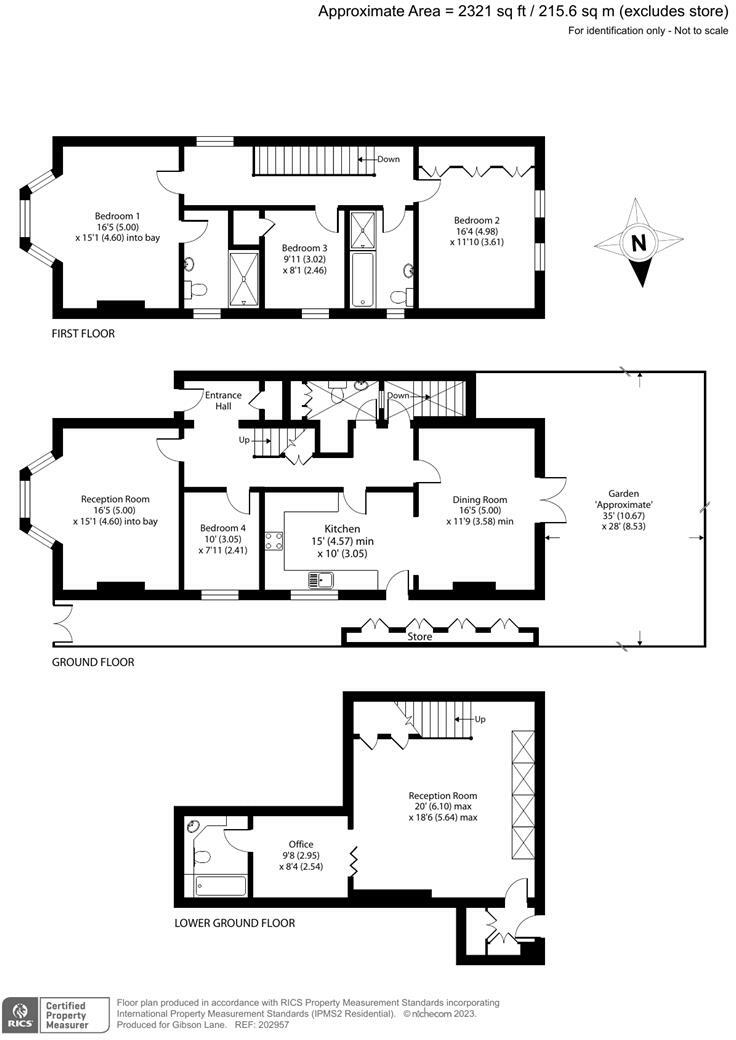 Approximate Area = 2321 sq ft / 215.6 sq m (excludes store)
For identification only - Not to scale
Down
Bedroom 1
16'5 (5.00)
x 15'1 (4.60) into bay
Bedroom 3
9'11 (3.02)
x 8'1 (2.46)
Bedroom 2
16'4 (4.98)
x 11'10 (3.61)
N
FIRST FLOOR
Entrance
Hall
Down
Up
Reception Room
16'5 (5.00)
x 15'1 (4.60) into bay
Bedroom 4
10' (3.05)
x 7'11 (2.41)
Kitchen
15' (4.57) min
x 10' (3.05)
Dining Room
16'5 (5.00)
x 11'9 (3.58) min
Garden
'Approximate'
35' (10.67)
x 28' (8.53)
Store
GROUND FLOOR
Up
Reception Room
20' (6.10) max
x 18'6 (5.64) max
Office
9'8 (2.95)
x 8'4 (2.54)
LOWER GROUND FLOOR
RICS
Certified
Property
Measurer
Floor plan produced in accordance with RICS Property Measurement Standards incorporating
International Property Measurement Standards (IPMS2 Residential). © nichecom 2023.
Produced for Gibson Lane. REF: 202957